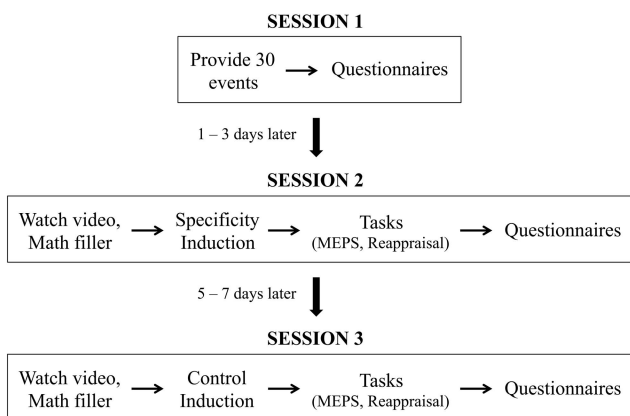 SESSION 1
Provide 30
events
Questionnaires
1 – 3 days later
SESSION 2
Watch video,
Math filler
Specificity
Induction
Tasks
(MEPS, Reappraisal)
Questionnaires
5 – 7 days later
SESSION 3
Watch video,
Math filler
Control
Induction
Tasks
(MEPS, Reappraisal)
Questionnaires